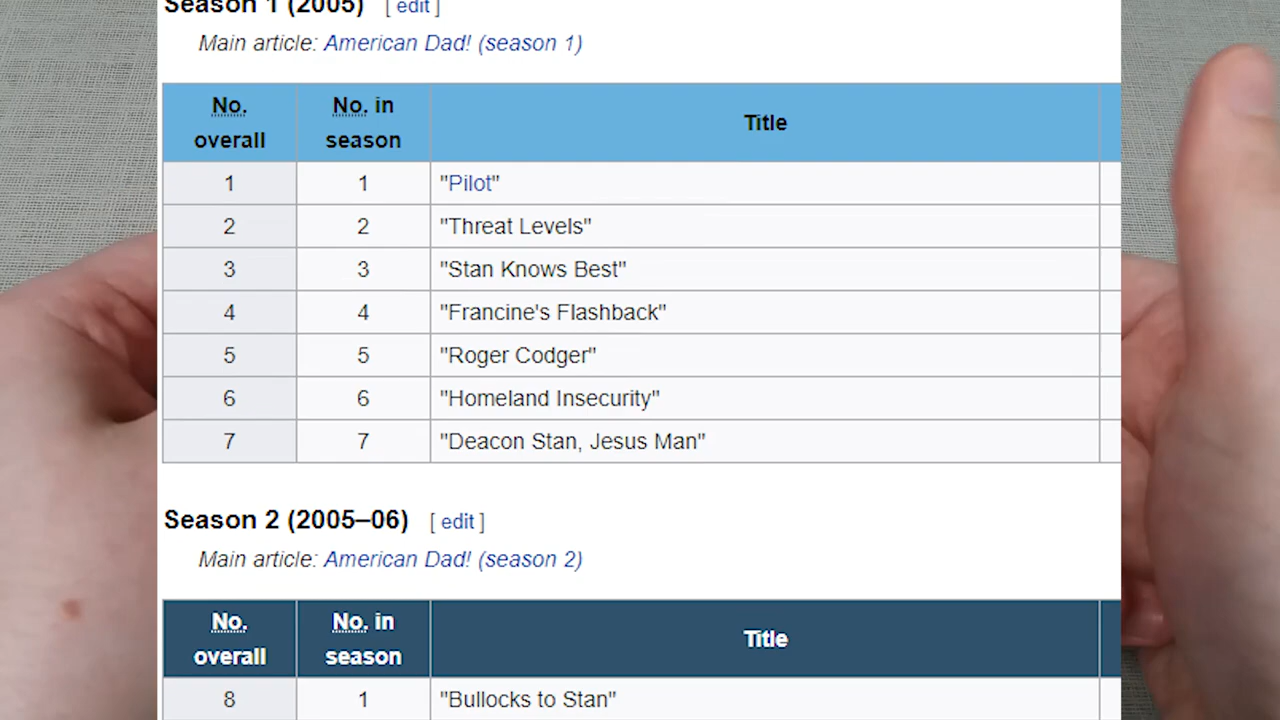 Season 1 (2005) [ edit ]
Main article: American Dad! (season 1)
No. overall No. in season Title
1 1 "Pilot"
2 2 "Threat Levels"
3 3 "Stan Knows Best"
4 4 "Francine's Flashback"
5 5 "Roger Codger"
6 6 "Homeland Insecurity"
7 7 "Deacon Stan, Jesus Man"
Season 2 (2005–06) [ edit ]
Main article: American Dad! (season 2)
No. overall No. in season Title
8 1 "Bullocks to Stan"